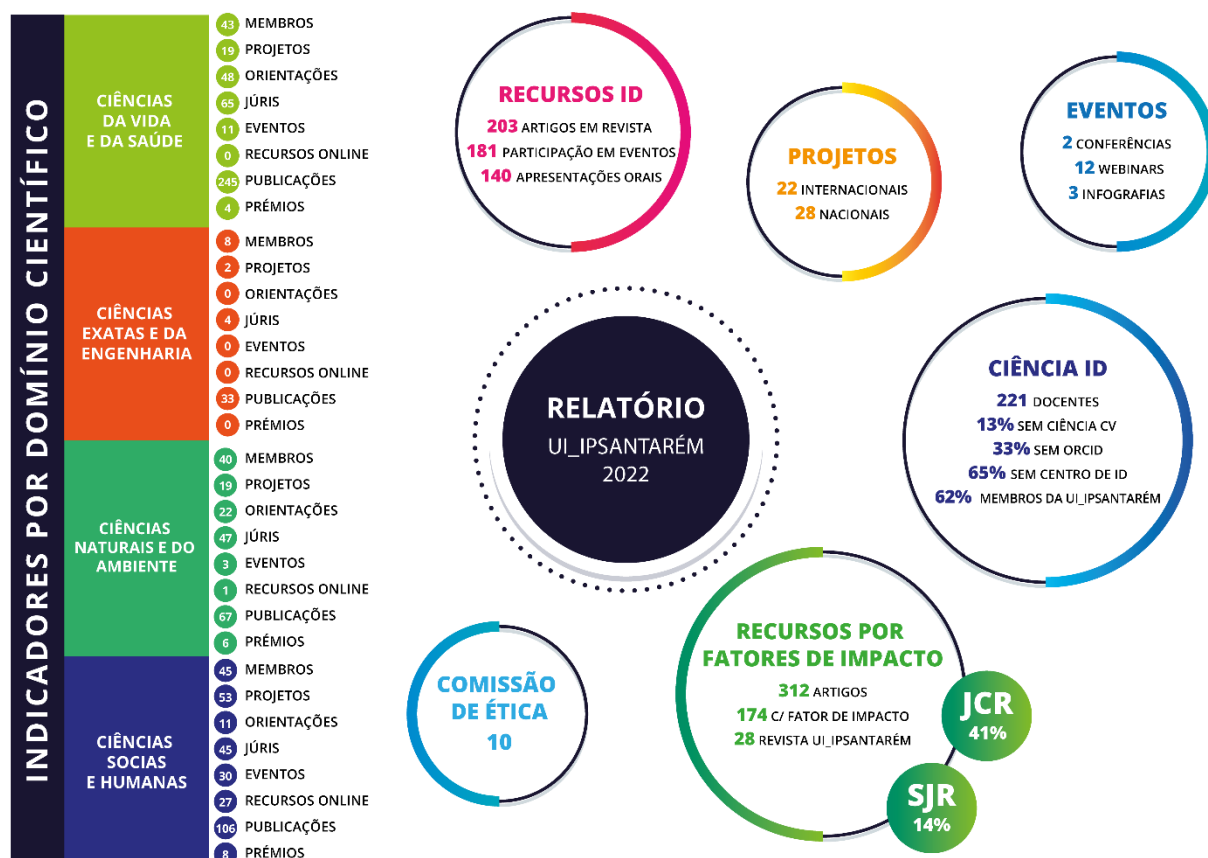 INDICADORES POR DOMÍNIO CIENTÍFICO
CIÊNCIAS
DA VIDA
E DA SAÚDE
43 MEMBROS
19 PROJETOS
48 ORIENTAÇÕES
65 JÚRIS
11 EVENTOS
0 RECURSOS ONLINE
245 PUBLICAÇÕES
4 PRÉMIOS
CIÊNCIAS
EXATAS E DA
ENGENHARIA
8 MEMBROS
2 PROJETOS
0 ORIENTAÇÕES
4 JÚRIS
0 EVENTOS
0 RECURSOS ONLINE
33 PUBLICAÇÕES
0 PRÉMIOS
CIÊNCIAS
NATURAIS E DO
AMBIENTE
40 MEMBROS
19 PROJETOS
22 ORIENTAÇÕES
47 JÚRIS
3 EVENTOS
1 RECURSOS ONLINE
67 PUBLICAÇÕES
6 PRÉMIOS
CIÊNCIAS
SOCIAS
E HUMANAS
45 MEMBROS
53 PROJETOS
11 ORIENTAÇÕES
45 JÚRIS
30 EVENTOS
27 RECURSOS ONLINE
106 PUBLICAÇÕES
8 PRÉMIOS
RECURSOS ID
203 ARTIGOS EM REVISTA
181 PARTICIPAÇÃO EM EVENTOS
140 APRESENTAÇÕES ORAIS
PROJETOS
22 INTERNACIONAIS
28 NACIONAIS
EVENTOS
2 CONFERÊNCIAS
12 WEBINARS
3 INFOGRAFIAS
RELATÓRIO
UI_IPSANTARÉM
2022
CIÊNCIA ID
221 DOCENTES
13% SEM CIÊNCIA CV
33% SEM ORCID
65% SEM CENTRO DE ID
62% MEMBROS DA UI_IPSANTARÉM
COMISSÃO
DE ÉTICA
10
RECURSOS POR
FATORES DE IMPACTO
312 ARTIGOS
174 C/ FATOR DE IMPACTO
28 REVISTA UI_IPSANTARÉM
JCR
41%
SJR
14%